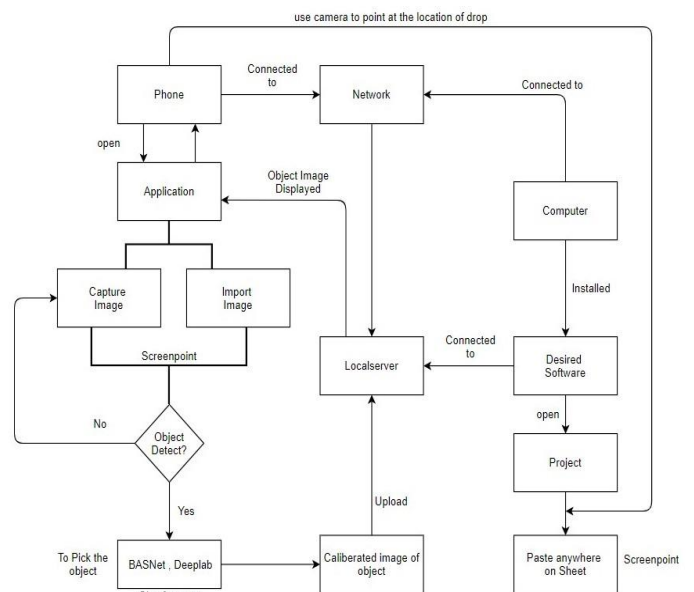 use camera to point at the location of drop
Phone
Connected
to
Network
Connected to
open
Application
Object Image
Displayed
Computer
Capture
Image
Import
Image
Installed
Screenpoint
Localserver
Connected
to
Desired
Software
No
Object
Detect?
open
Project
Yes
Upload
To Pick the
object
BASNet , Deeplab
Caliberated image of
object
Paste anywhere
on Sheet
Screenpoint